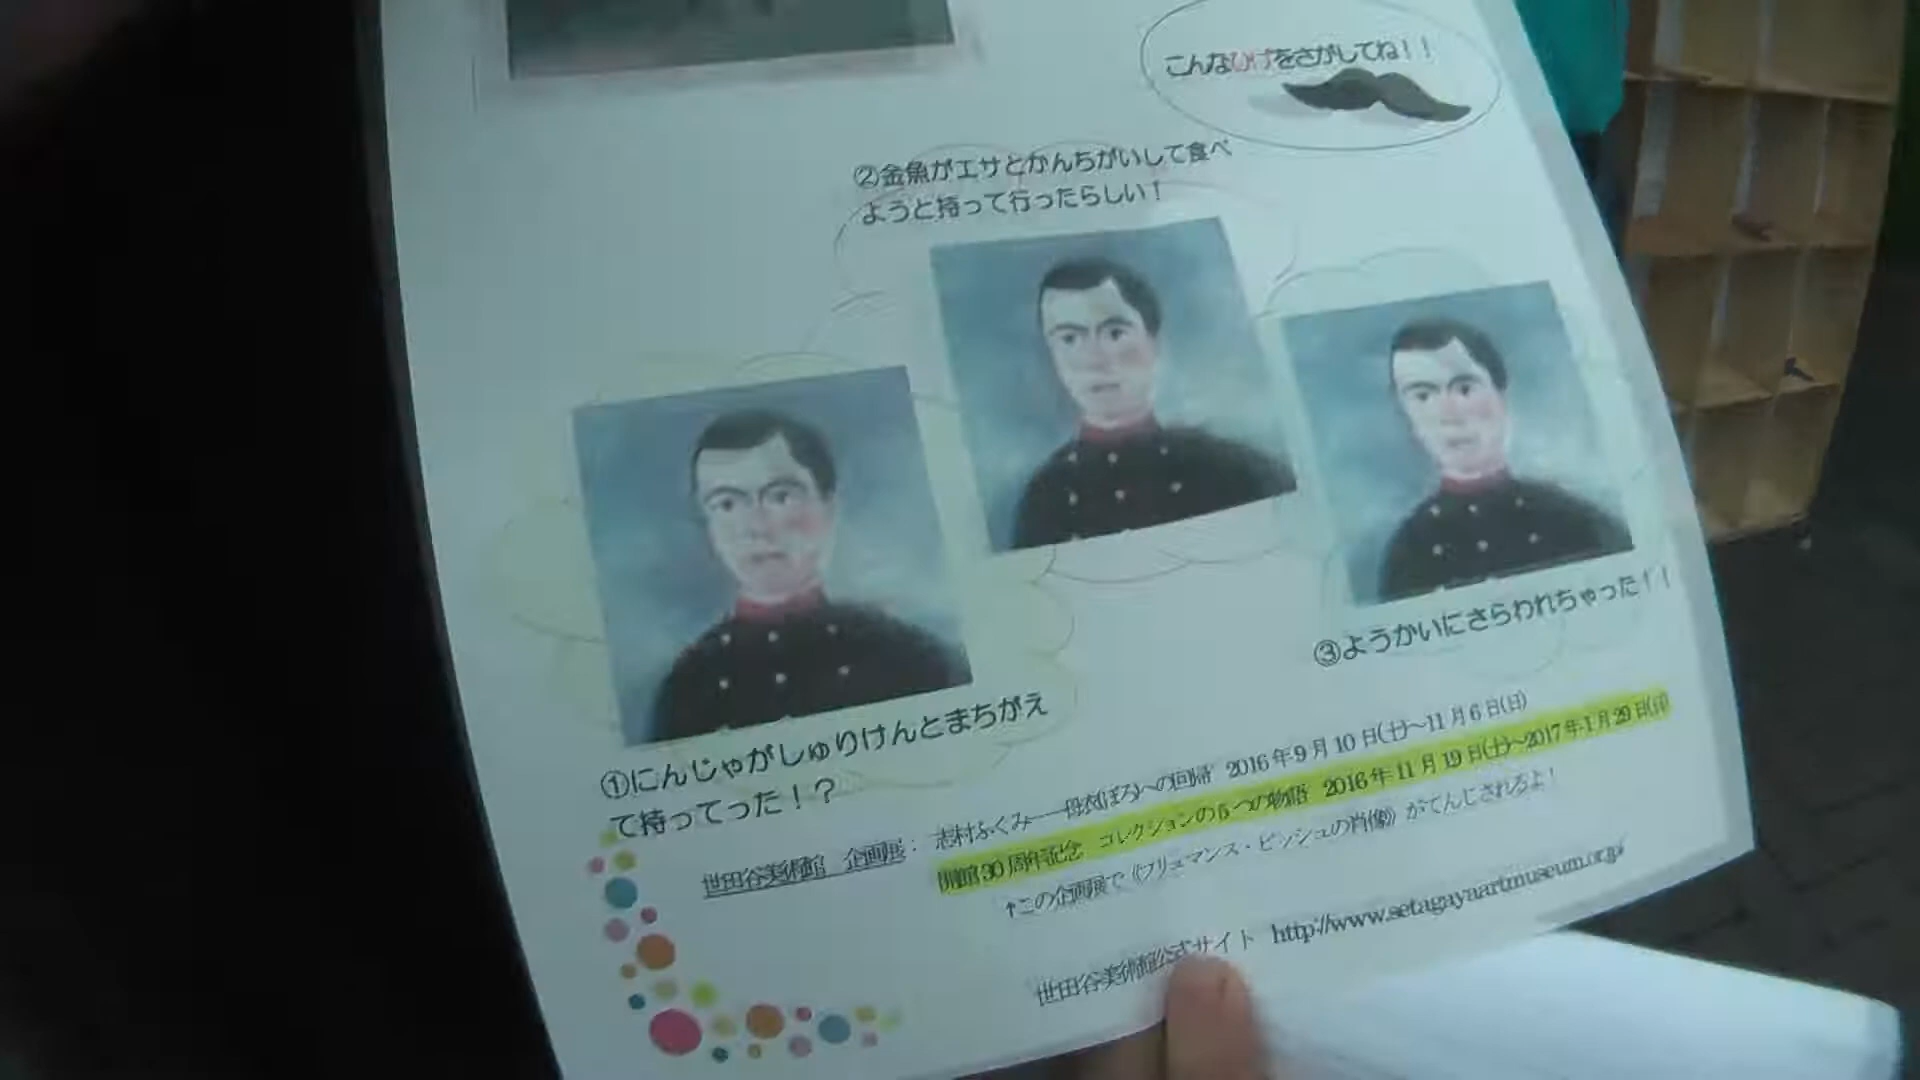 こんなひげをさがしてね！！
②金魚がエサとかんちがいして食べ
ようと持って行ったらしい！
③ようかいにさらわれちゃった！！
①にんじゃがしゅりけんとまちがえ
て持ってった！？
世田谷美術館 企画展： 志村ふくみ――母衣(ぼろ)への回帰 2016年9月10日(土)～11月6日(日)
開館30周年記念 コレクションの5つの物語 2016年11月19日(土)～2017年1月29日(日)
↑この企画展で《フリュマンス・ビッシュの肖像》がてんじされるよ！
世田谷美術館公式サイト http://www.setagayaartmuseum.or.jp/